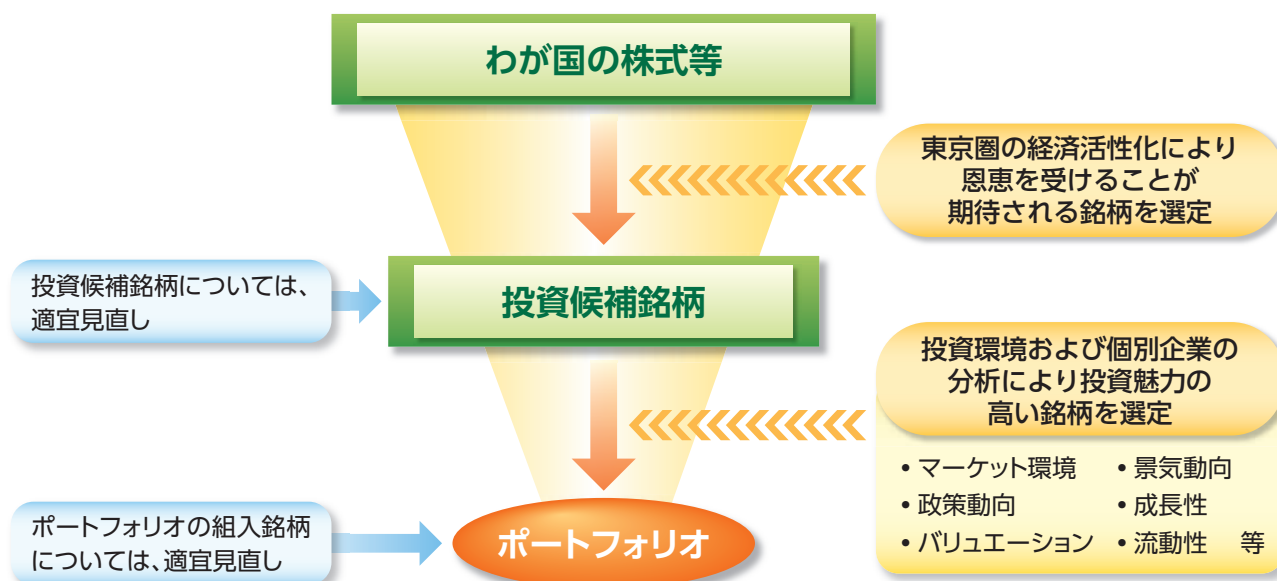 わが国の株式等
東京圏の経済活性化により
恩恵を受けることが
期待される銘柄を選定
投資候補銘柄については、
適宜見直し
投資候補銘柄
投資環境および個別企業の
分析により投資魅力の
高い銘柄を選定
• マーケット環境 • 景気動向
• 政策動向 • 成長性
• バリュエーション • 流動性 等
ポートフォリオの組入銘柄
については、適宜見直し
ポートフォリオ